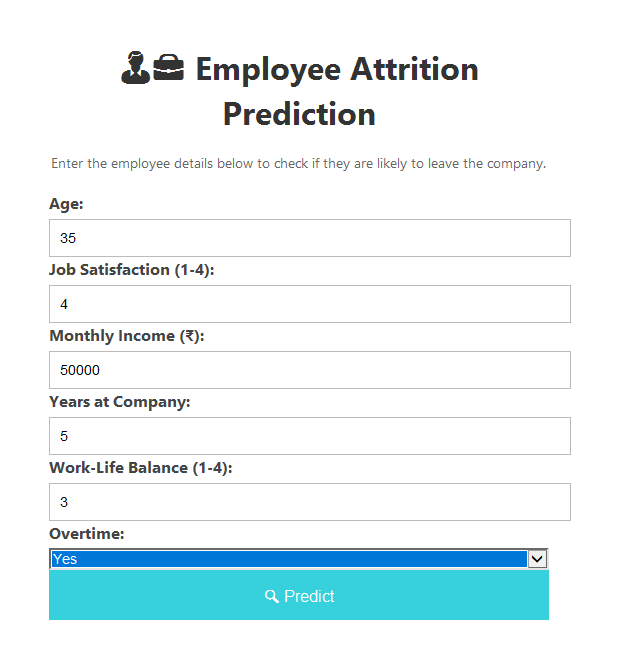 Employee Attrition
Prediction
Enter the employee details below to check if they are likely to leave the company.
Age:
35
Job Satisfaction (1-4):
4
Monthly Income (₹):
50000
Years at Company:
5
Work-Life Balance (1-4):
3
Overtime:
Yes
Predict